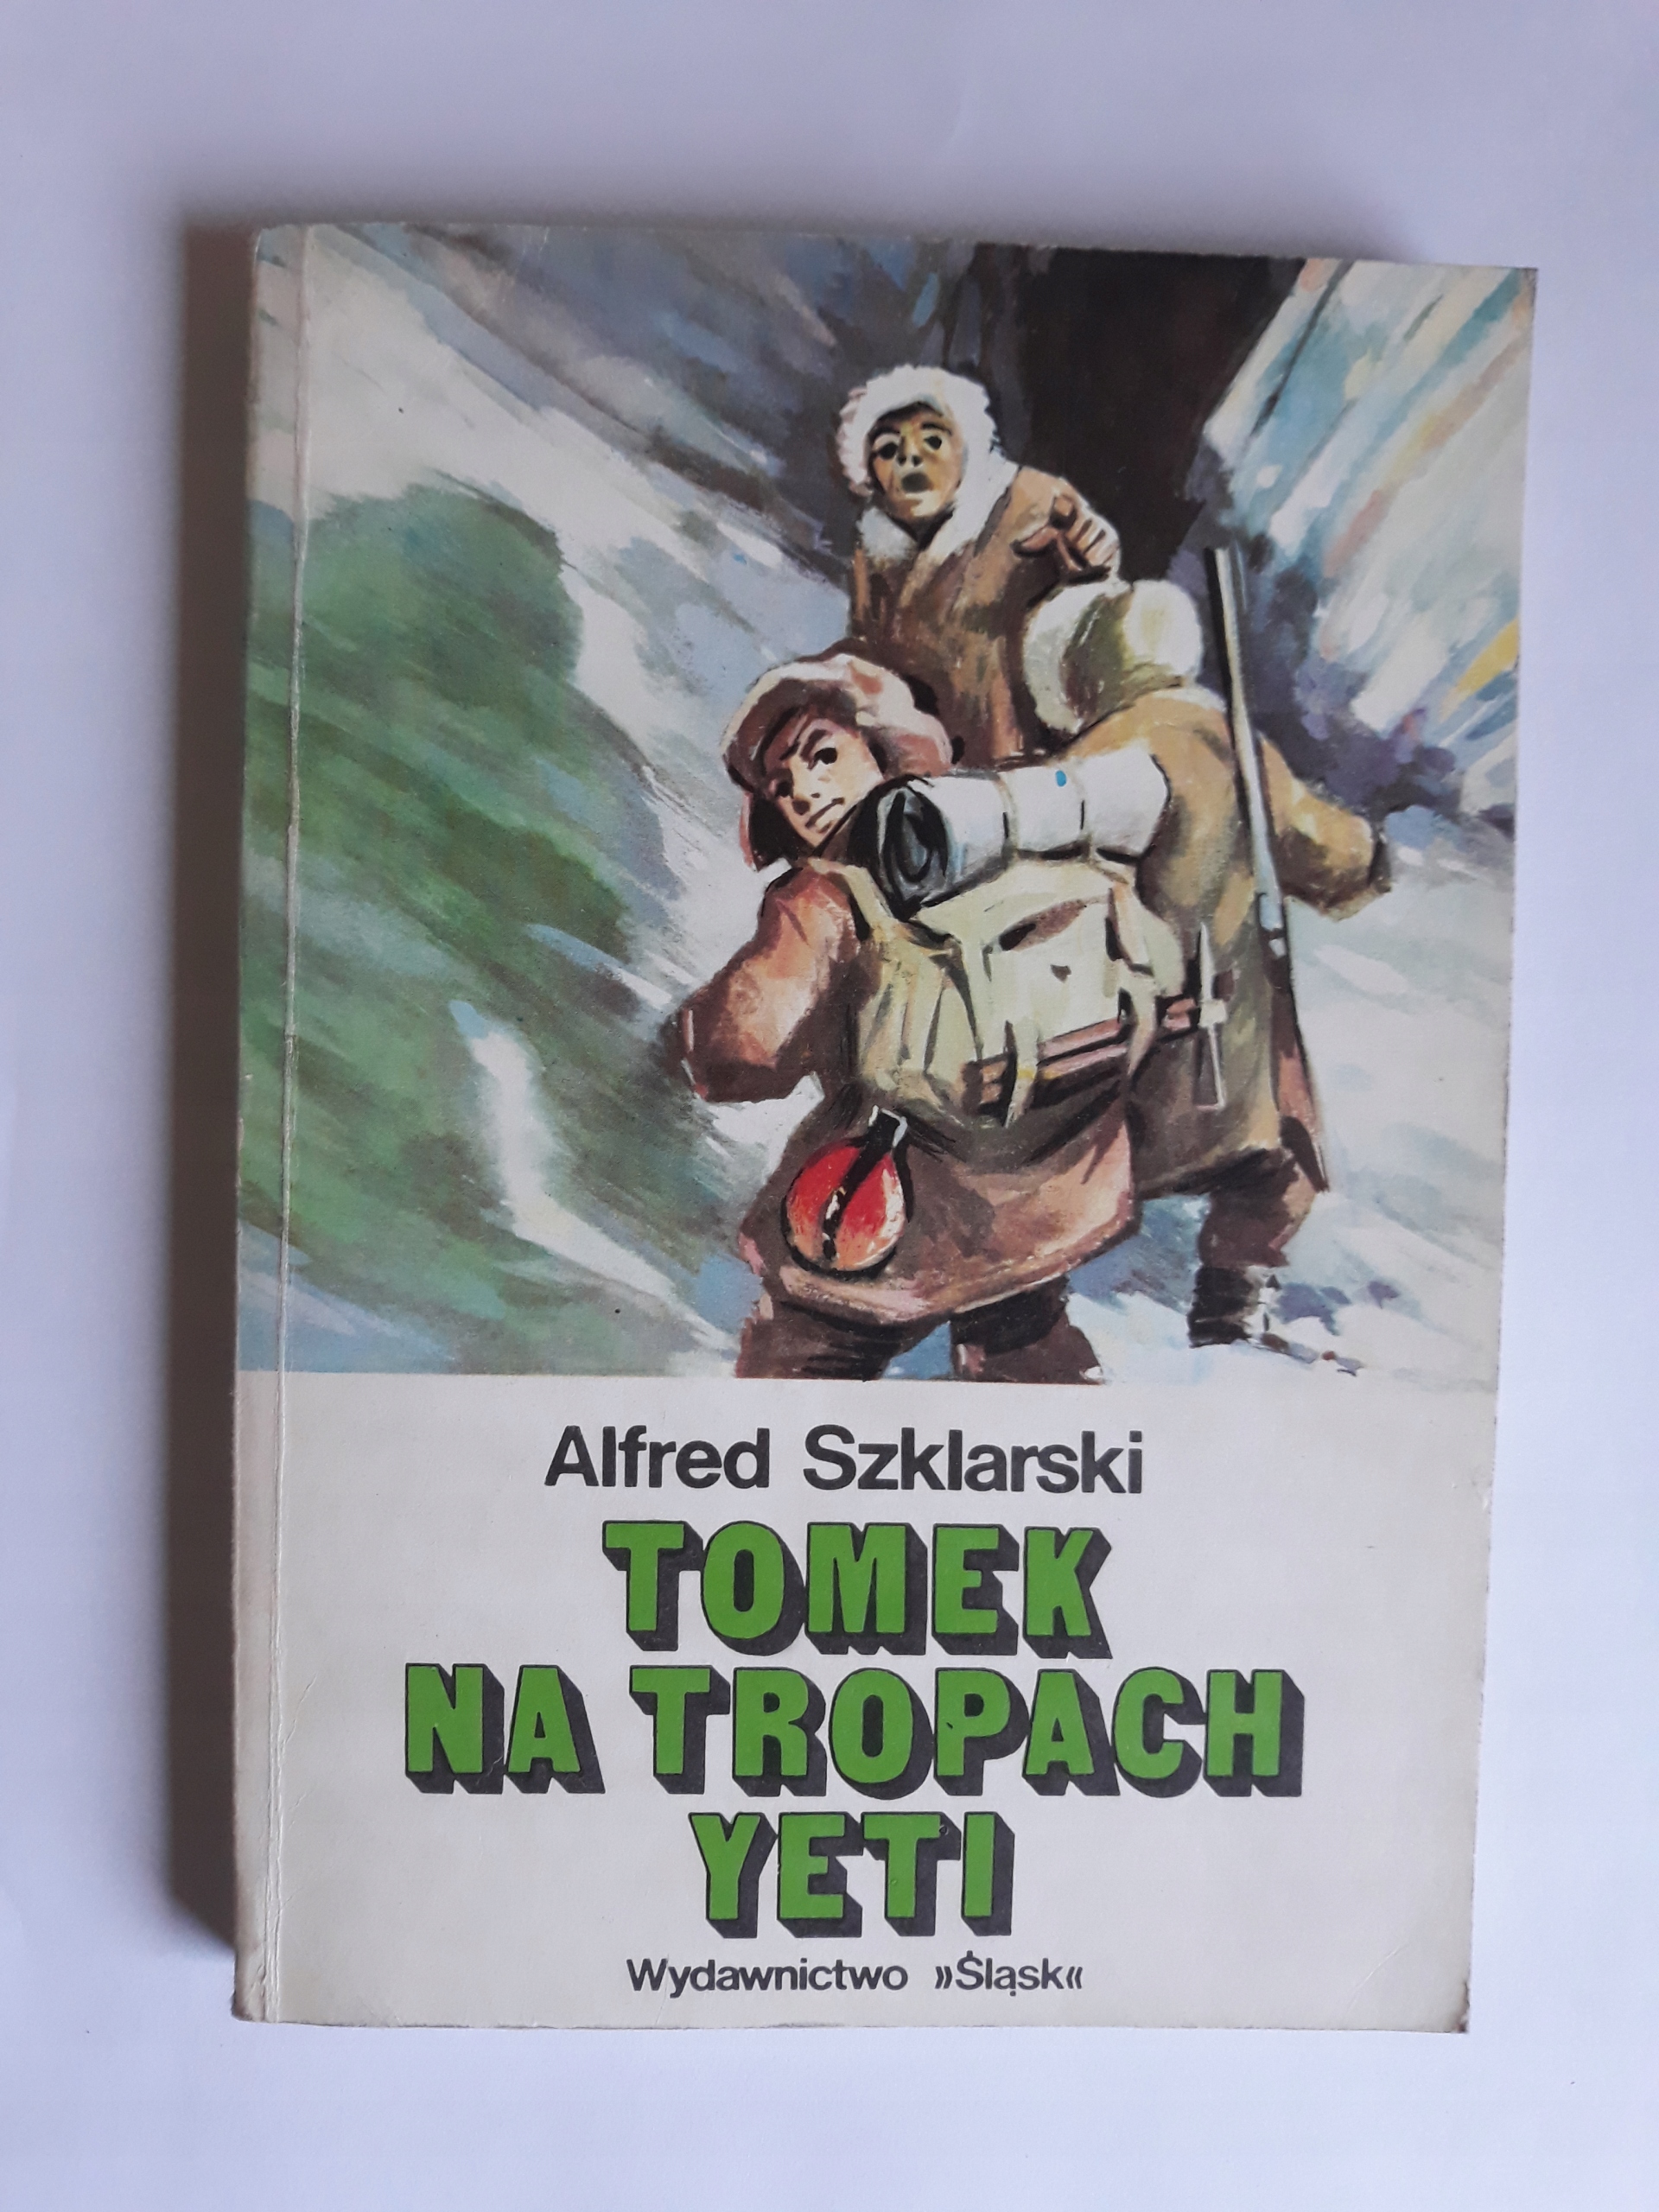 Alfred Szklarski
TOMEK
NA TROPACH
YETI
Wydawnictwo »Śląsk«